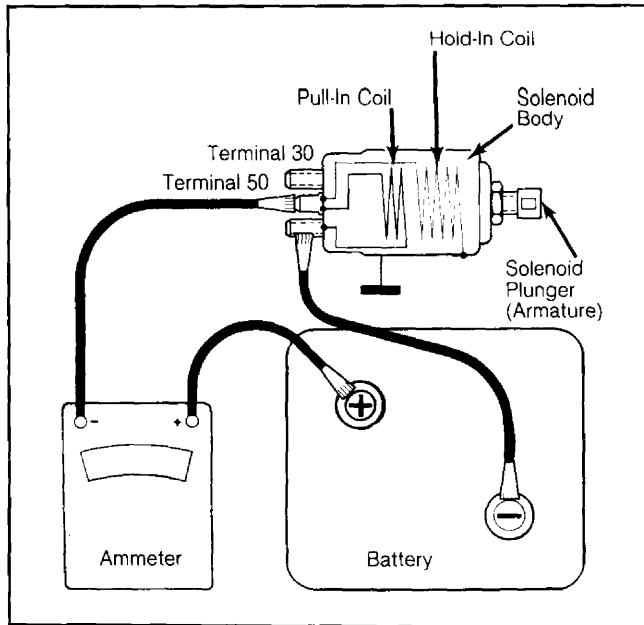 Hold-In Coil
Pull-In Coil
Solenoid
Body
Terminal 30
Terminal 50
Solenoid
Plunger
(Armature)
- +
+
Ammeter
Battery
−